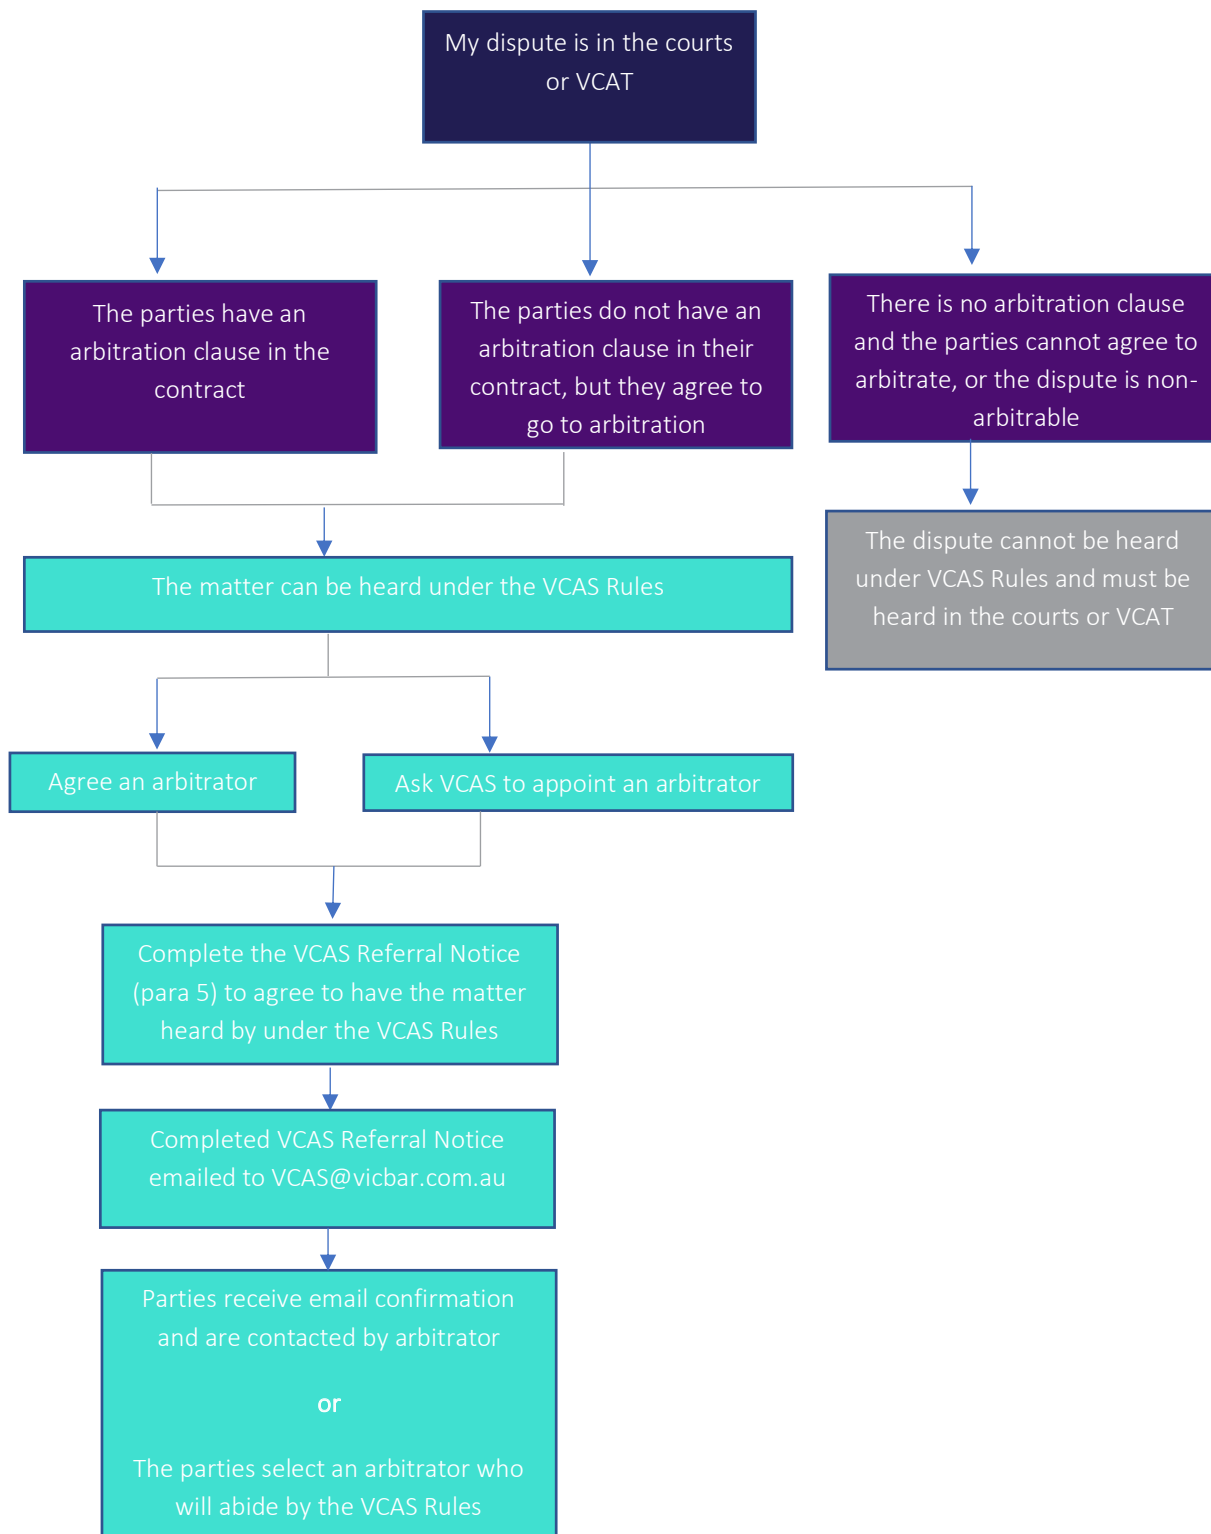 My dispute is in the courts
or VCAT
The parties have an
arbitration clause in the
contract
The parties do not have an
arbitration clause in their
contract, but they agree to
go to arbitration
There is no arbitration clause
and the parties cannot agree to
arbitrate, or the dispute is non-
arbitrable
The matter can be heard under the VCAS Rules
The dispute cannot be heard
under VCAS Rules and must be
heard in the courts or VCAT
Agree an arbitrator
Ask VCAS to appoint an arbitrator
Complete the VCAS Referral Notice
(para 5) to agree to have the matter
heard by under the VCAS Rules
Completed VCAS Referral Notice
emailed to VCAS@vicbar.com.au
Parties receive email confirmation
and are contacted by arbitrator
or
The parties select an arbitrator who
will abide by the VCAS Rules